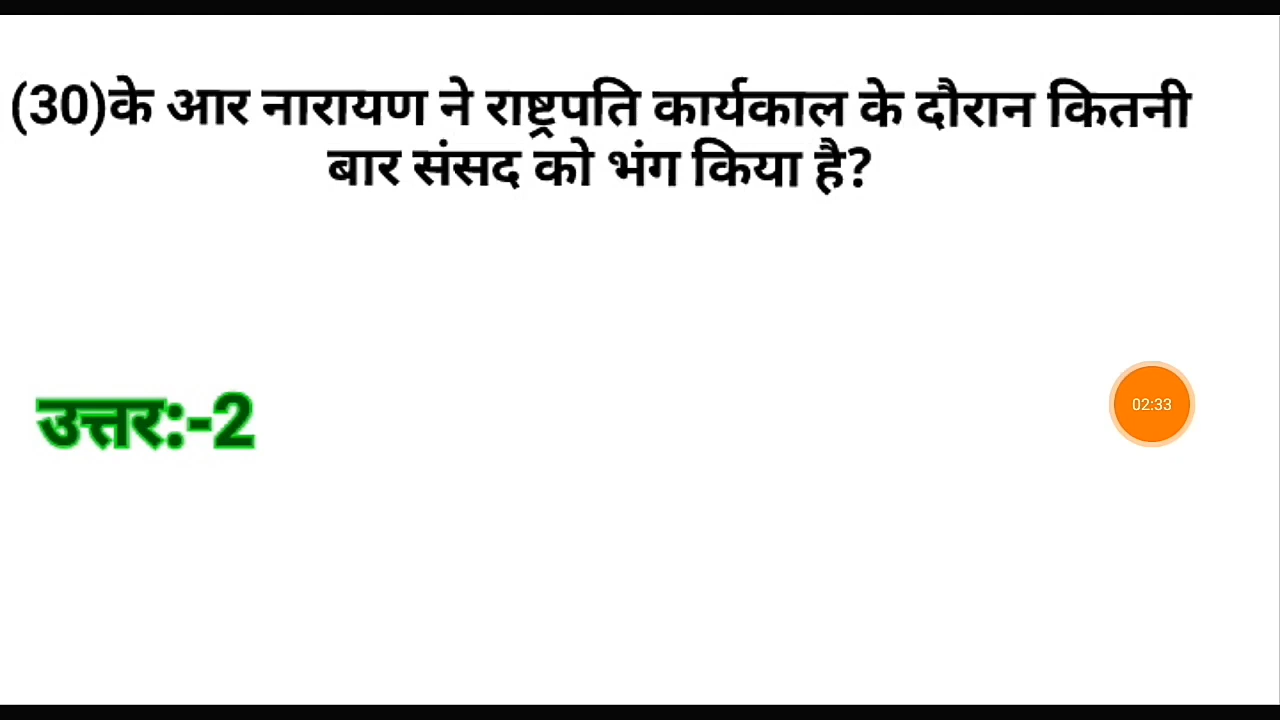 (30)के आर नारायण ने राष्ट्रपति कार्यकाल के दौरान कितनी
बार संसद को भंग किया है?
उत्तर:-2
02:33